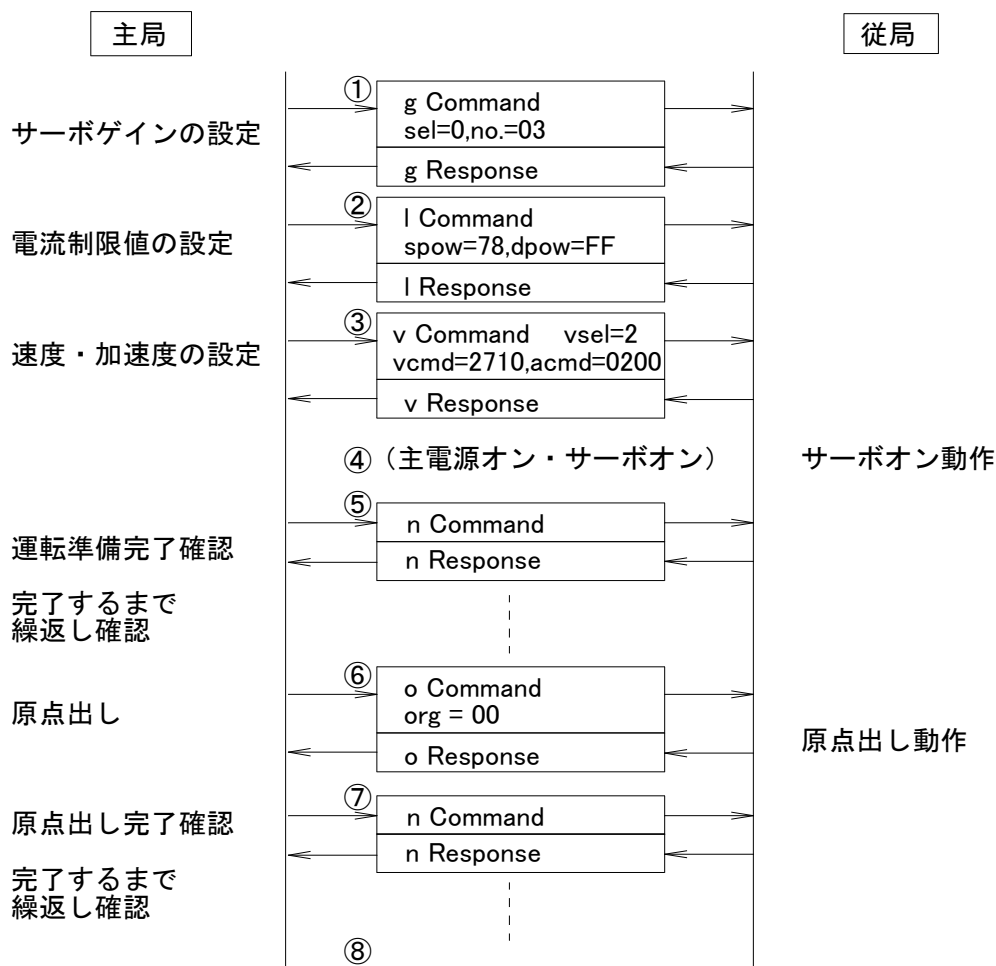 主局
従局
①
g Command
sel=0,no.=03
サーボゲインの設定
g Response
②
l Command
spow=78,dpow=FF
電流制限値の設定
l Response
③
v Command vsel=2
vcmd=2710,acmd=0200
速度・加速度の設定
v Response
④（主電源オン・サーボオン）
サーボオン動作
⑤
n Command
運転準備完了確認
n Response
完了するまで
繰返し確認
⑥
o Command
org = 00
原点出し
o Response
原点出し動作
⑦
n Command
原点出し完了確認
n Response
完了するまで
繰返し確認
⑧